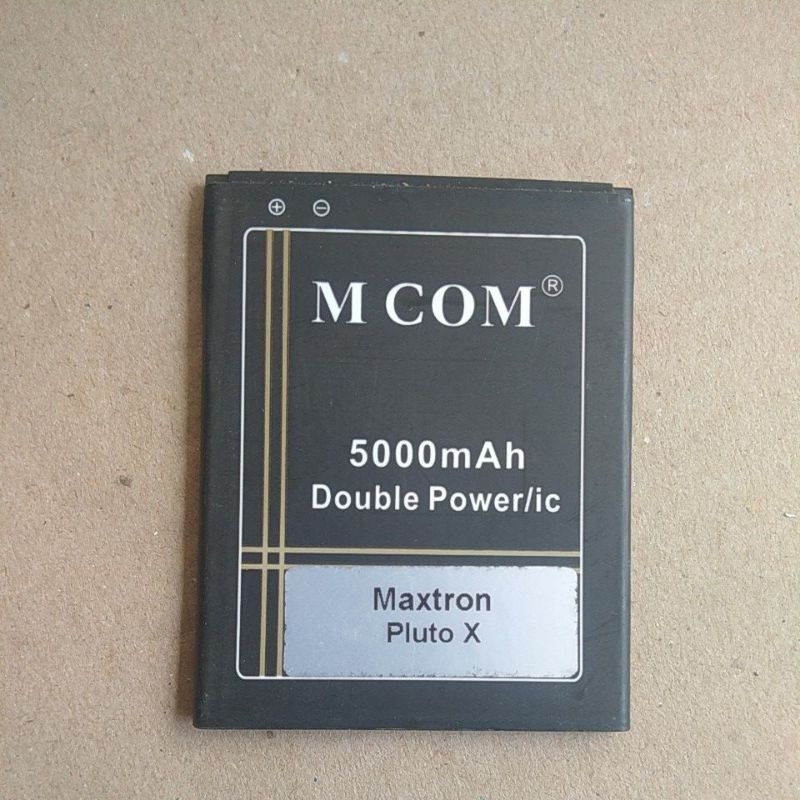 M COM®
5000mAh
Double Power/ic
Maxtron
Pluto X